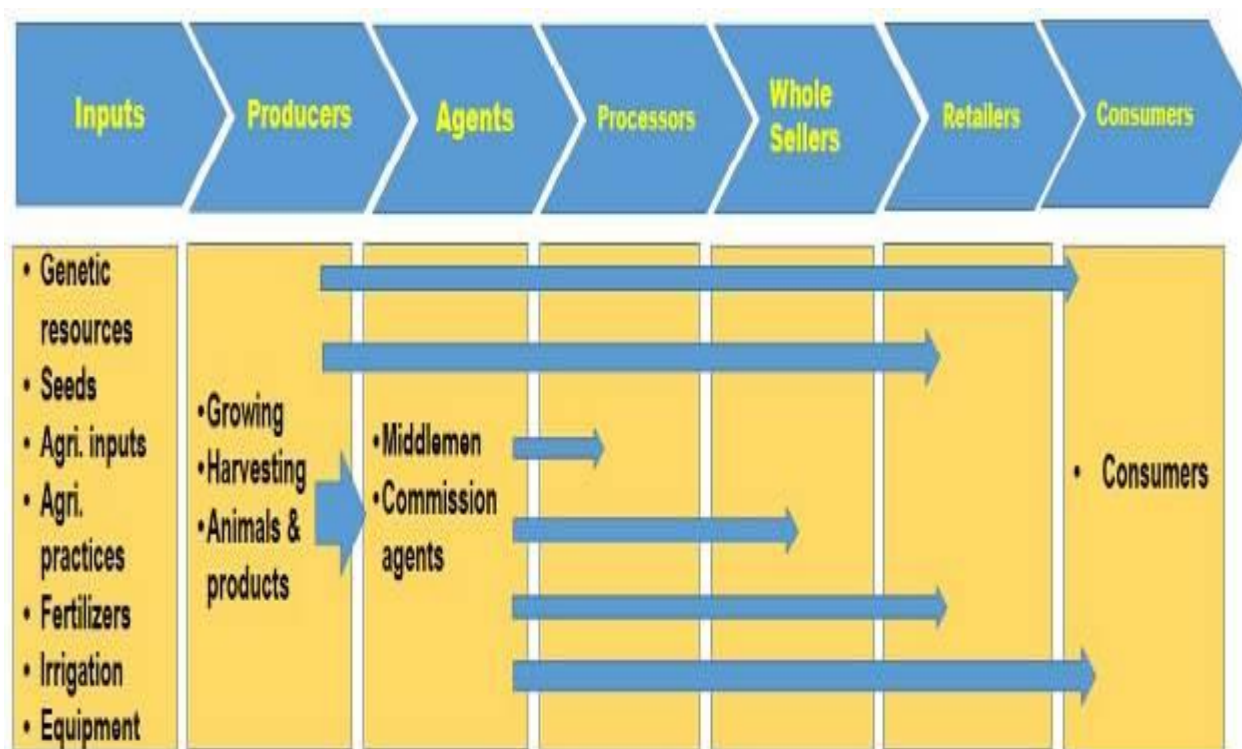 Inputs
Producers
Agents
Processors
Whole
Sellers
Retailers
Consumers
• Genetic
resources
• Seeds
• Agri. inputs
• Agri.
practices
• Fertilizers
• Irrigation
• Equipment
•Growing
•Harvesting
•Animals &
products
•Middlemen
•Commission
agents
• Consumers